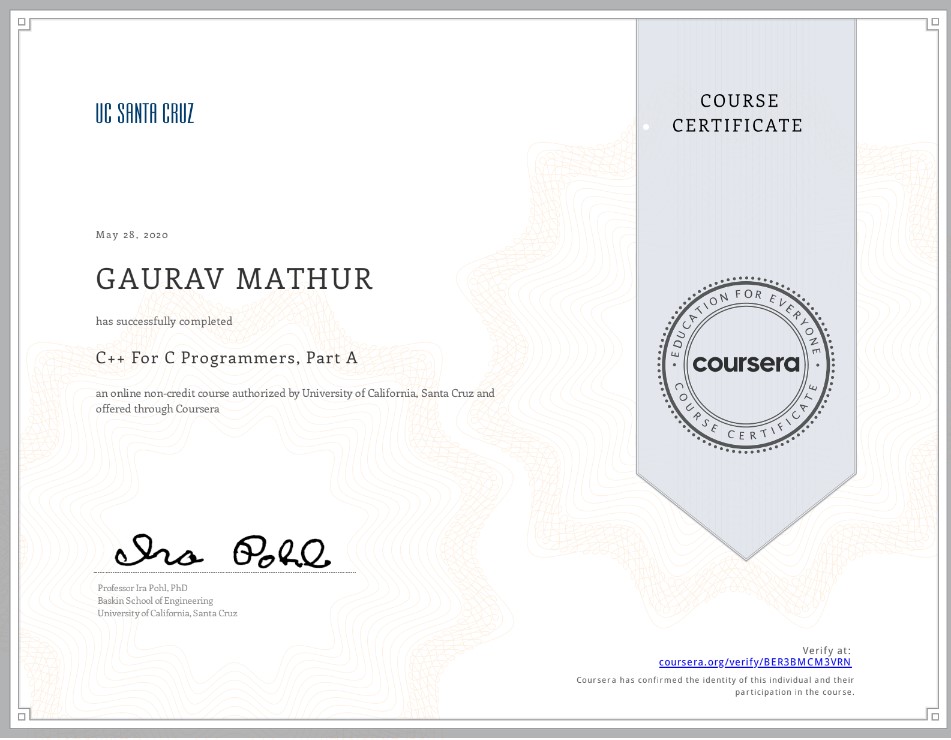 UC SANTA CRUZ
COURSE
CERTIFICATE
May 28, 2020
GAURAV MATHUR
has successfully completed
C++ For C Programmers, Part A
an online non-credit course authorized by University of California, Santa Cruz and
offered through Coursera
EDUCATION FOR EVERYONE
coursera
COURSE CERTIFICATE
Ira Pohl
Professor Ira Pohl, PhD
Baskin School of Engineering
University of California, Santa Cruz
Verify at:
coursera.org/verify/BER3BMCM3VRN
Coursera has confirmed the identity of this individual and their
participation in the course.